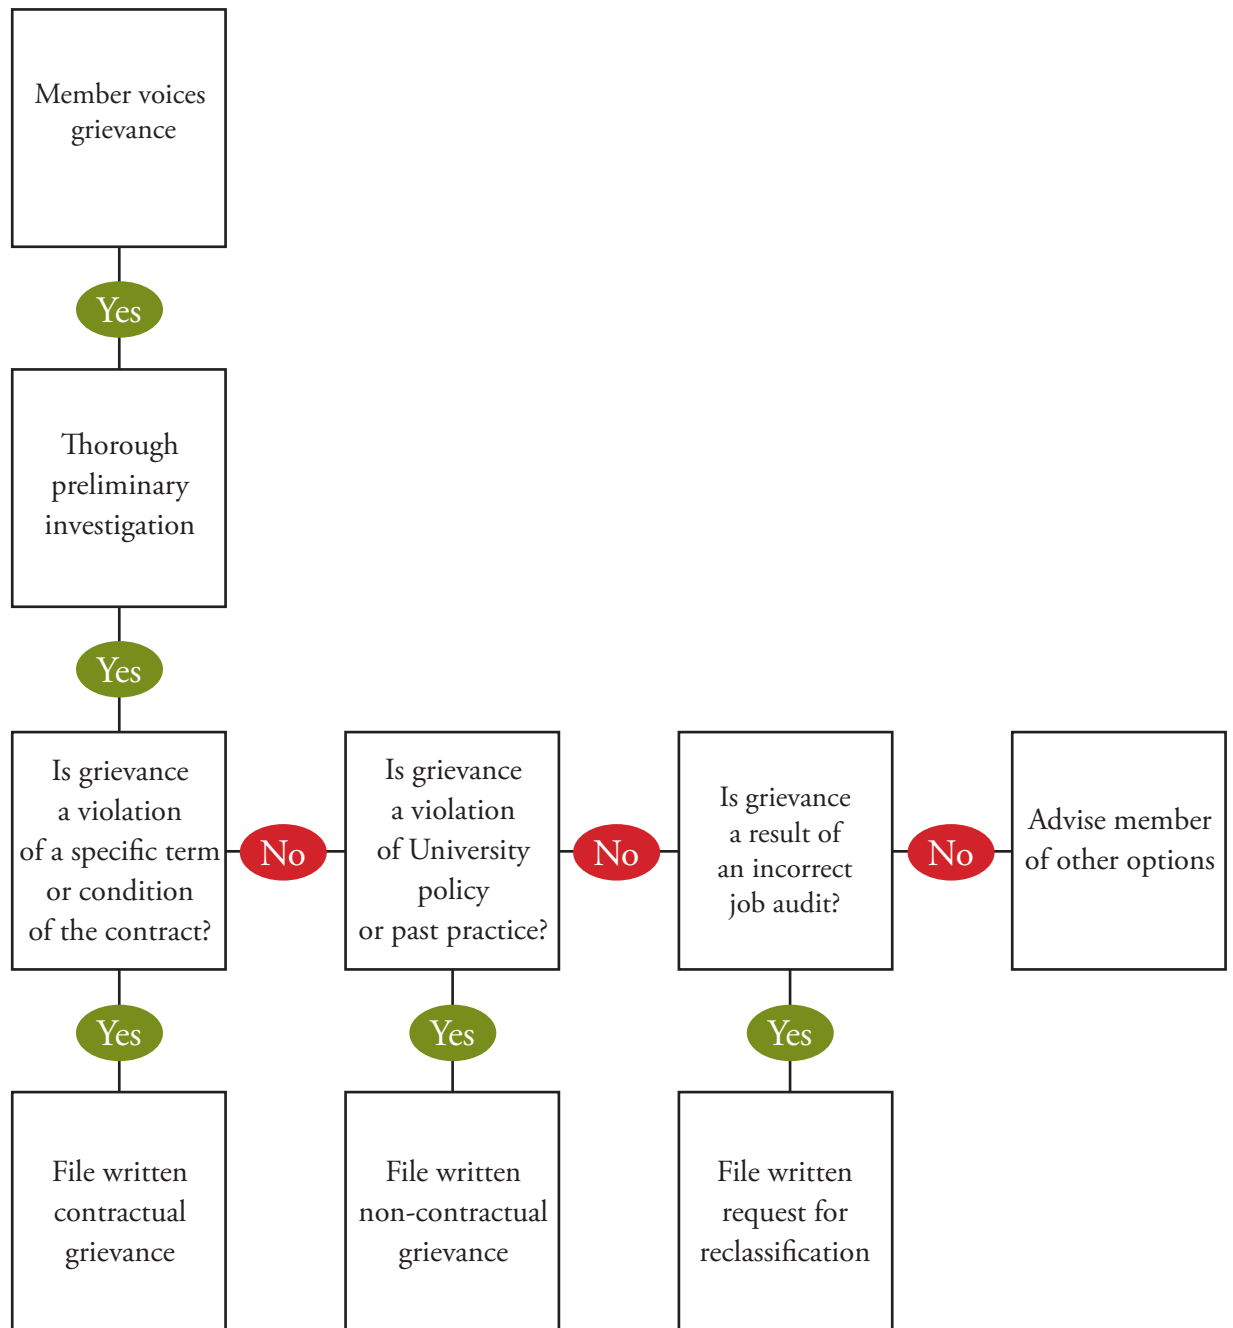 Member voices
grievance
Yes
Thorough
preliminary
investigation
Yes
Is grievance
a violation
of a specific term
or condition
of the contract?
No
Is grievance
a violation
of University
policy
or past practice?
No
Is grievance
a result of
an incorrect
job audit?
No
Advise member
of other options
Yes
Yes
Yes
File written
contractual
grievance
File written
non-contractual
grievance
File written
request for
reclassification